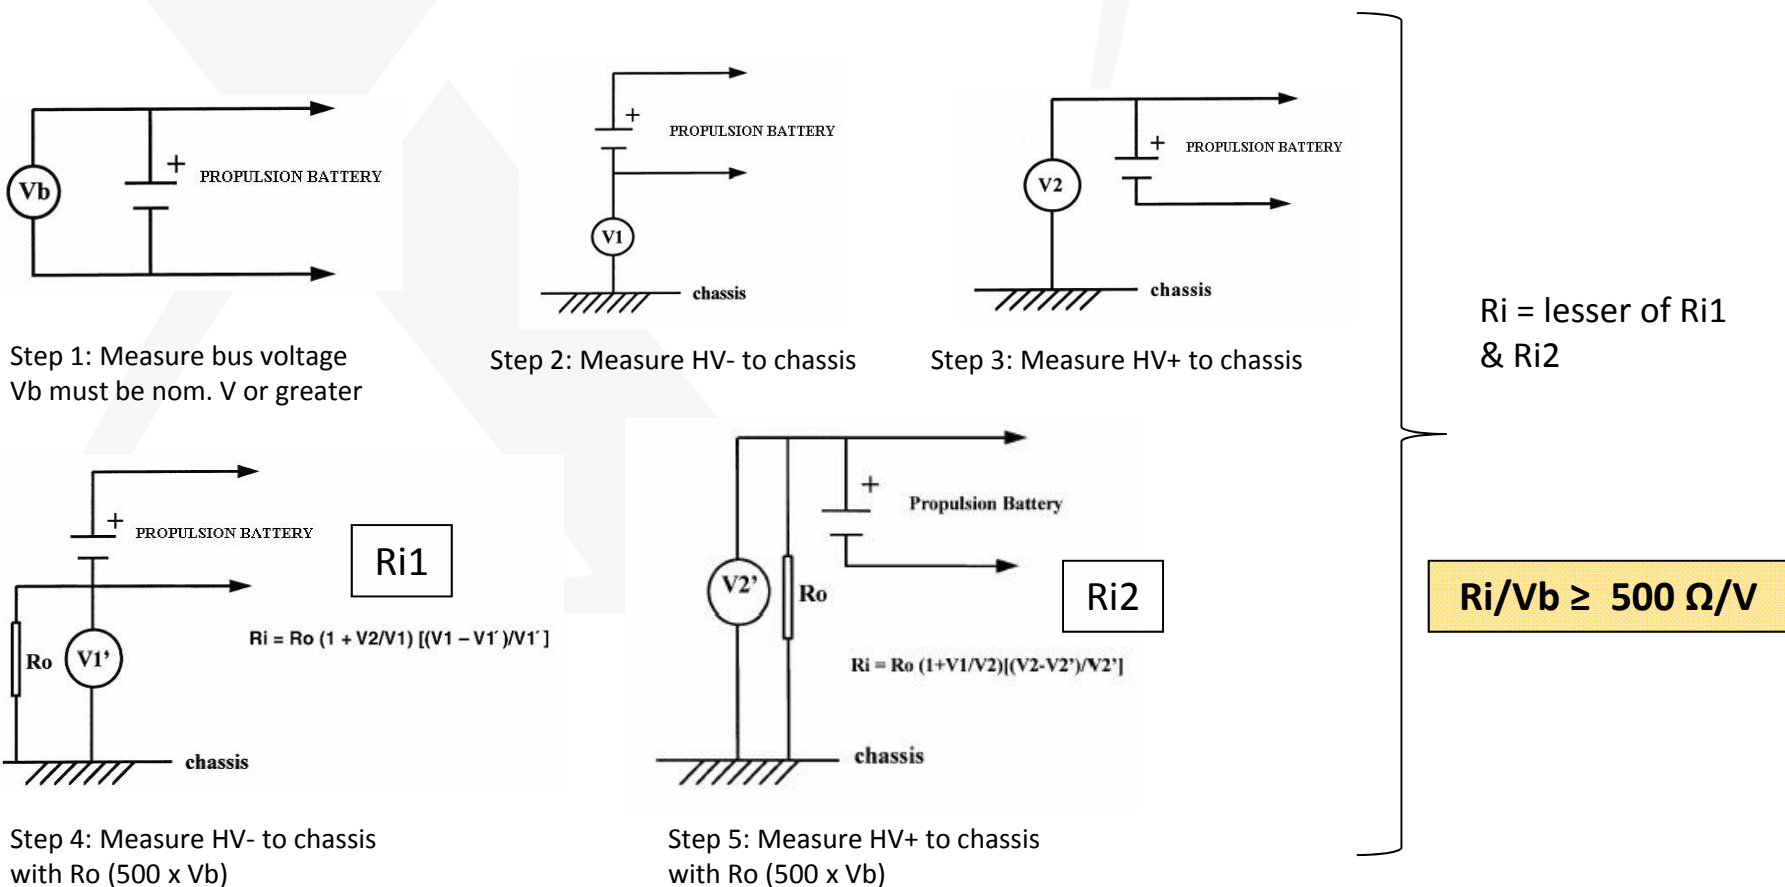 Vb
+
PROPULSION BATTERY
Step 1: Measure bus voltage
Vb must be nom. V or greater
+
PROPULSION BATTERY
V1
chassis
Step 2: Measure HV- to chassis
V2
+
PROPULSION BATTERY
chassis
Step 3: Measure HV+ to chassis
Ri = lesser of Ri1
& Ri2
+
PROPULSION BATTERY
Ri1
Ro
V1’
Ri = Ro (1 + V2/V1) [(V1 – V1´)/V1´]
chassis
Step 4: Measure HV- to chassis
with Ro (500 x Vb)
+
Propulsion Battery
V2’
Ro
Ri2
Ri = Ro (1+V1/V2)[(V2-V2’)/V2’]
chassis
Step 5: Measure HV+ to chassis
with Ro (500 x Vb)
Ri/Vb ≥ 500 Ω/V